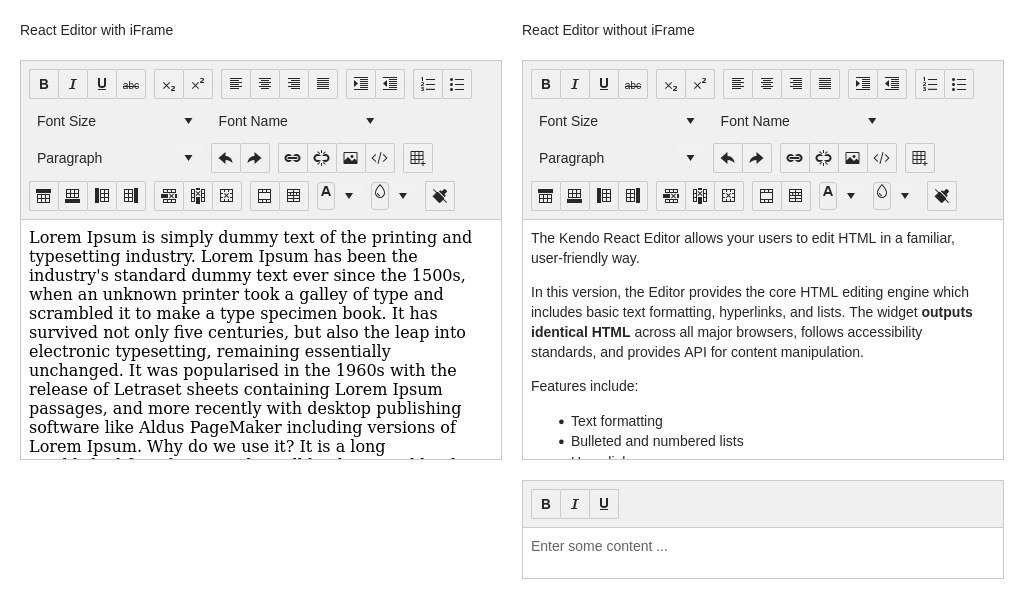 React Editor with iFrame
B I U abc x₂ x²
Font Size Font Name
Paragraph
A
Lorem Ipsum is simply dummy text of the printing and
typesetting industry. Lorem Ipsum has been the
industry's standard dummy text ever since the 1500s,
when an unknown printer took a galley of type and
scrambled it to make a type specimen book. It has
survived not only five centuries, but also the leap into
electronic typesetting, remaining essentially
unchanged. It was popularised in the 1960s with the
release of Letraset sheets containing Lorem Ipsum
passages, and more recently with desktop publishing
software like Aldus PageMaker including versions of
Lorem Ipsum. Why do we use it? It is a long
React Editor without iFrame
B I U abc x₂ x²
Font Size Font Name
Paragraph
A
The Kendo React Editor allows your users to edit HTML in a familiar,
user-friendly way.
In this version, the Editor provides the core HTML editing engine which
includes basic text formatting, hyperlinks, and lists. The widget outputs
identical HTML across all major browsers, follows accessibility
standards, and provides API for content manipulation.
Features include:
• Text formatting
• Bulleted and numbered lists
B I U
Enter some content ...